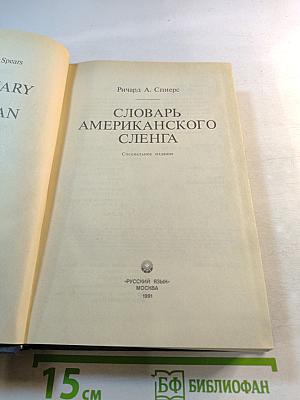 Spears
ARY
AN
Ричард А. Спиерс
СЛОВАРЬ
АМЕРИКАНСКОГО
СЛЕНГА
Специальное издание
«РУССКИЙ ЯЗЫК»
МОСКВА
1991
15 см
БФ БИБЛИОФАН